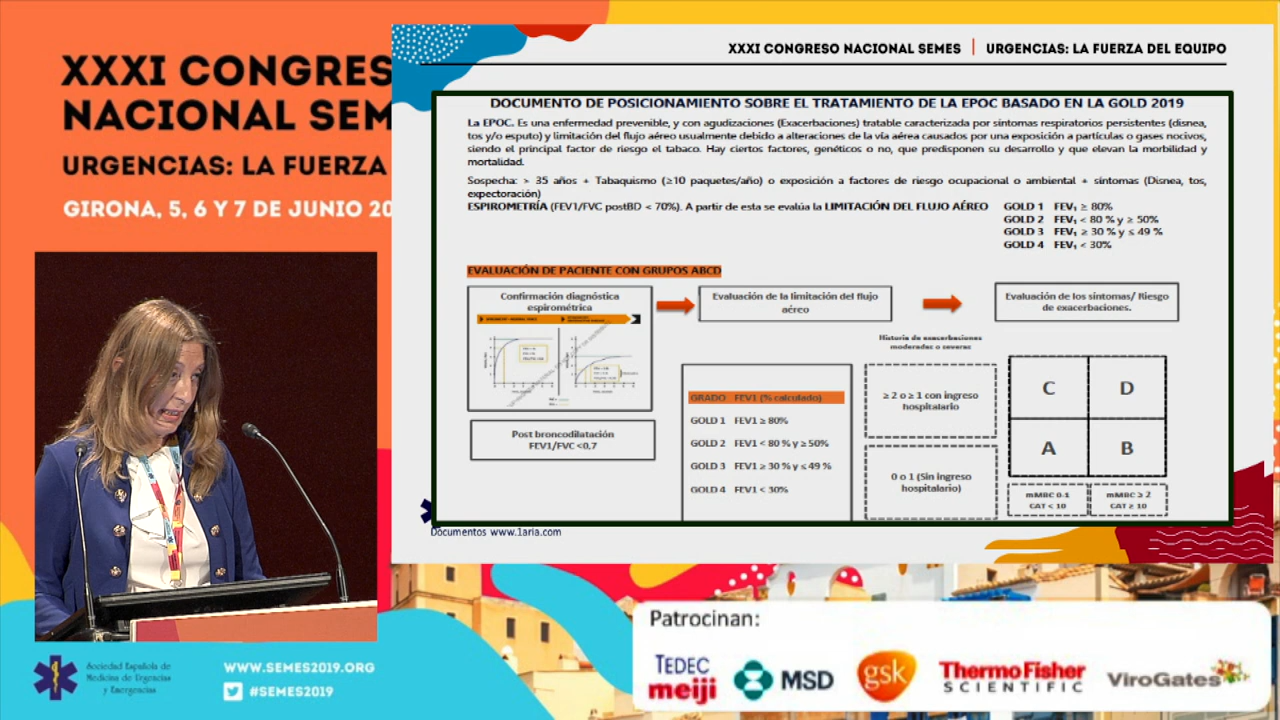 XXXI CONGRES
NACIONAL SEM
URGENCIAS: LA FUERZA
GIRONA, 5, 6 Y 7 DE JUNIO 20
XXXI CONGRESO NACIONAL SEMES | URGENCIAS: LA FUERZA DEL EQUIPO
DOCUMENTO DE POSICIONAMIENTO SOBRE EL TRATAMIENTO DE LA EPOC BASADO EN LA GOLD 2019
La EPOC. Es una enfermedad prevenible, y con agudizaciones (Exacerbaciones) tratable caracterizada por síntomas respiratorios persistentes (disnea,
tos y/o esputo) y limitación del flujo aéreo usualmente debido a alteraciones de la vía aérea causados por una exposición a partículas o gases nocivos,
siendo el principal factor de riesgo el tabaco. Hay ciertos factores, genéticos o no, que predisponen su desarrollo y que elevan la morbilidad y
mortalidad.
Sospecha: > 35 años + Tabaquismo (≥10 paquetes/año) o exposición a factores de riesgo ocupacional o ambiental + síntomas (Disnea, tos,
expectoración)
ESPIROMETRÍA (FEV1/FVC postBD < 70%). A partir de esta se evalúa la LIMITACIÓN DEL FLUJO AÉREO
GOLD 1 FEV₁ ≥ 80%
GOLD 2 FEV₁ < 80 % y ≥ 50%
GOLD 3 FEV₁ ≥ 30 % y ≤ 49 %
GOLD 4 FEV₁ < 30%
EVALUACIÓN DE PACIENTE CON GRUPOS ABCD
Confirmación diagnóstica
espirométrica
Post broncodilatación
FEV1/FVC <0,7
Evaluación de la limitación del flujo
aéreo
GRADO FEV1 (% calculado)
GOLD 1 FEV1 ≥ 80%
GOLD 2 FEV1 < 80 % y ≥ 50%
GOLD 3 FEV1 ≥ 30 % y ≤ 49 %
GOLD 4 FEV1 < 30%
Evaluación de los síntomas/ Riesgo
de exacerbaciones.
Historia de exacerbaciones
moderadas o severas
≥ 2 o ≥ 1 con ingreso
hospitalario
0 o 1 (Sin ingreso
hospitalario)
C D
A B
mMRC 0-1
CAT < 10
mMRC ≥ 2
CAT ≥ 10
Documentos www.1aria.com
Sociedad Española de
Medicina de Urgencias
y Emergencias
WWW.SEMES2019.ORG
#SEMES2019
Patrocinan:
TEDEC
meiji
MSD
gsk
ThermoFisher
SCIENTIFIC
ViroGates